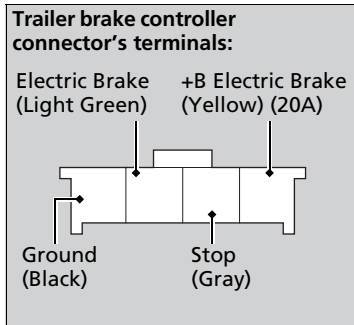 Trailer brake controller
connector's terminals:
Electric Brake
(Light Green)
+B Electric Brake
(Yellow) (20A)
Ground
(Black)
Stop
(Gray)